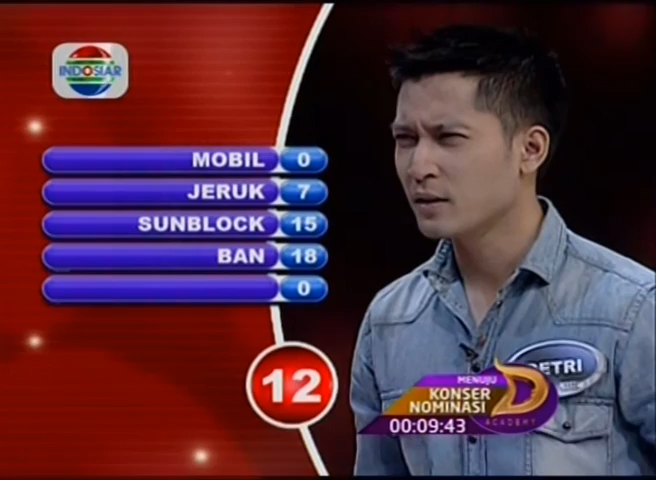 INDOSIAR
MOBIL 0
JERUK 7
SUNBLOCK 15
BAN 18
0
12
PETRI
MENUJU
KONSER
NOMINASI
D
ACADEMY
00:09:43